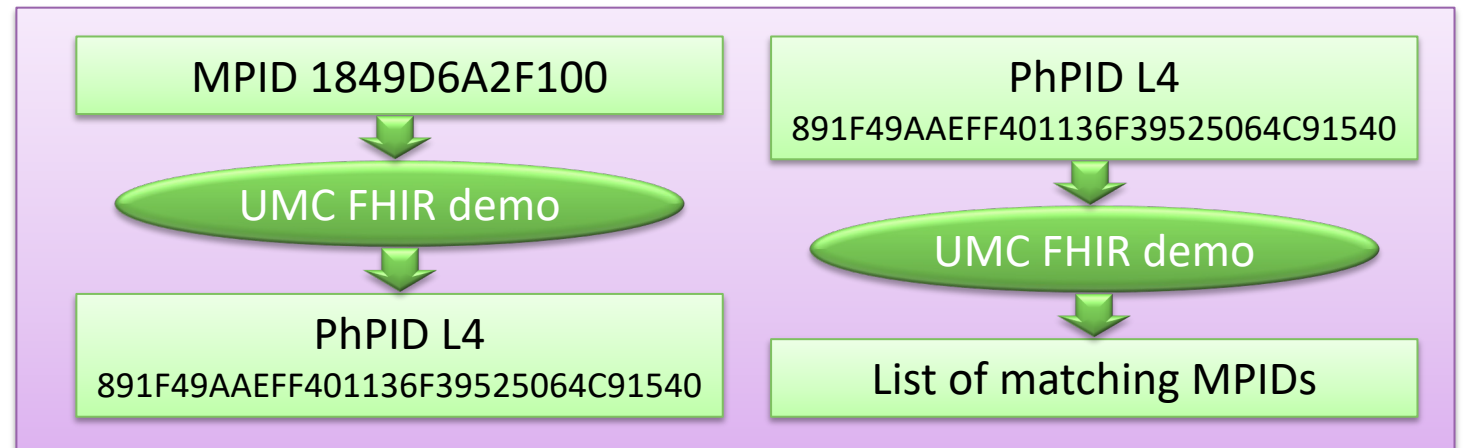 MPID 1849D6A2F100
UMC FHIR demo
PhPID L4
891F49AAEFF401136F39525064C91540
PhPID L4
891F49AAEFF401136F39525064C91540
UMC FHIR demo
List of matching MPIDs